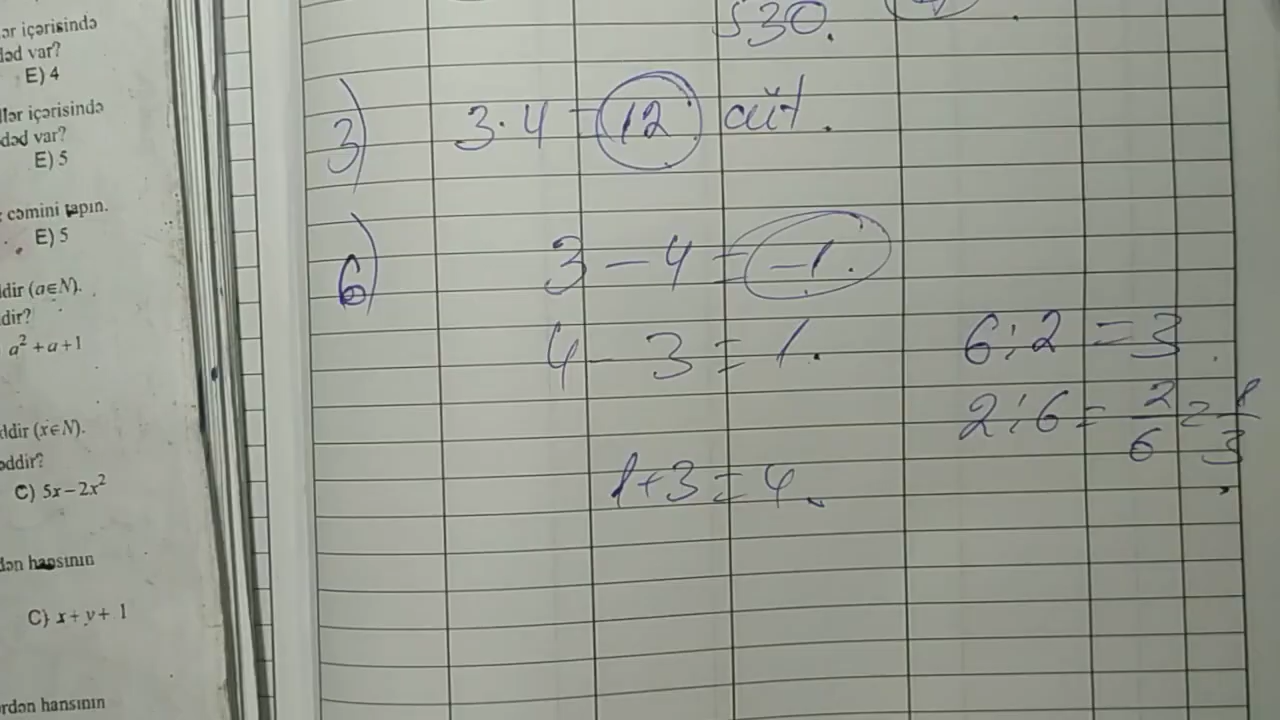 ər içərisində
ləd var?
E) 4
llər içərisində
dəd var?
E) 5
cəmini tapın.
E) 5
dir (a∈N).
dir?
a² + a + 1
ddir (x∈N).
əddir?
C) 5x − 2x²
dən hansının
C) x + y + 1
rdən hansının
530.
3) 3 · 4 = 12 cüt.
6) 3 − 4 = −1.
4 − 3 = 1.
6 : 2 = 3.
2 : 6 = 2/6 = 1/3.
1 + 3 = 4.